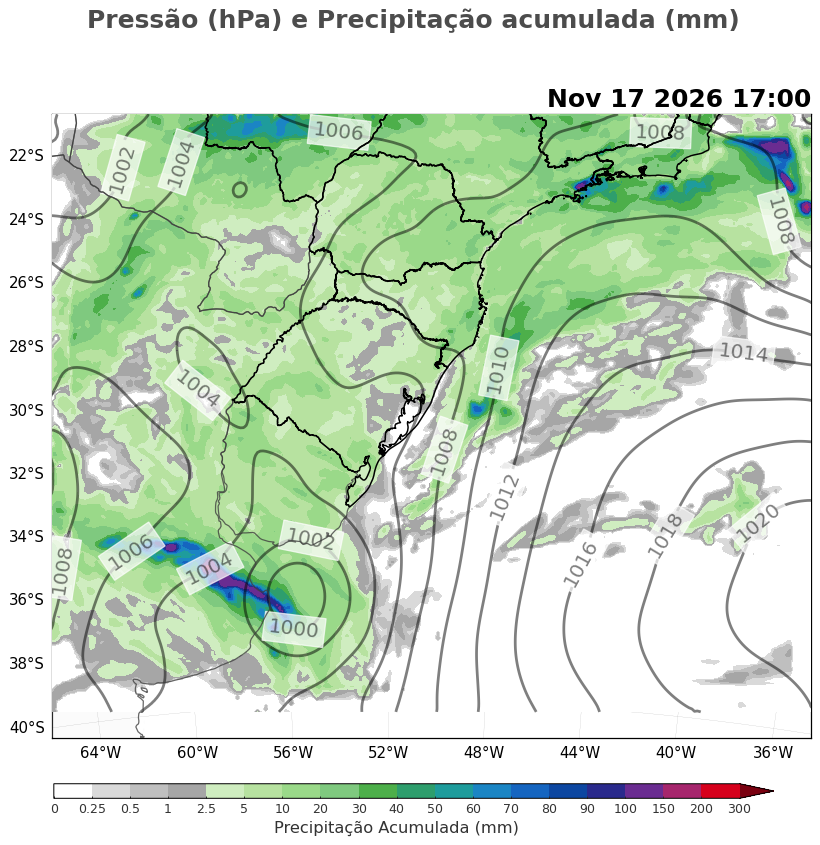 Pressão (hPa) e Precipitação acumulada (mm)
Nov 17 2026 17:00
1006
1008
1002
1004
22°S
1008
24°S
26°S
28°S
1014
1010
1004
30°S
1008
32°S
1012
1020
1018
34°S
1002
1006
1004
1008
1016
36°S
1000
38°S
40°S
64°W 60°W 56°W 52°W 48°W 44°W 40°W 36°W
0 0.25 0.5 1 2.5 5 10 20 30 40 50 60 70 80 90 100 150 200 300
Precipitação Acumulada (mm)